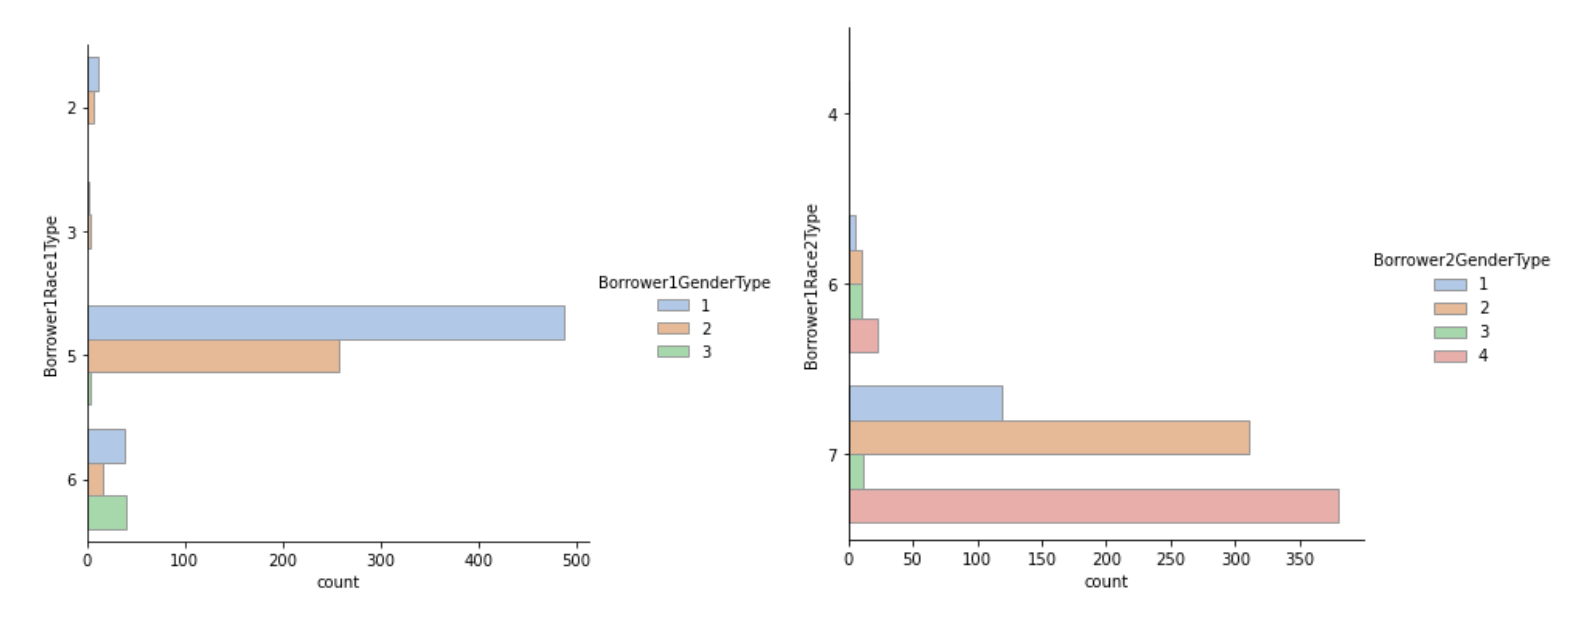 2
3
5
6
Borrower1Race1Type
0 100 200 300 400 500
count
Borrower1GenderType
1
2
3
4
6
7
Borrower1Race2Type
0 50 100 150 200 250 300 350
count
Borrower2GenderType
1
2
3
4